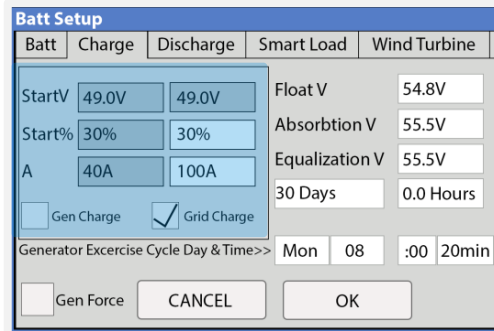 Batt Setup
Batt Charge Discharge Smart Load Wind Turbine
StartV 49.0V 49.0V
Start% 30% 30%
A 40A 100A
Gen Charge Grid Charge
Float V 54.8V
Absorbtion V 55.5V
Equalization V 55.5V
30 Days 0.0 Hours
Generator Excercise Cycle Day & Time>> Mon 08 :00 20min
Gen Force CANCEL OK